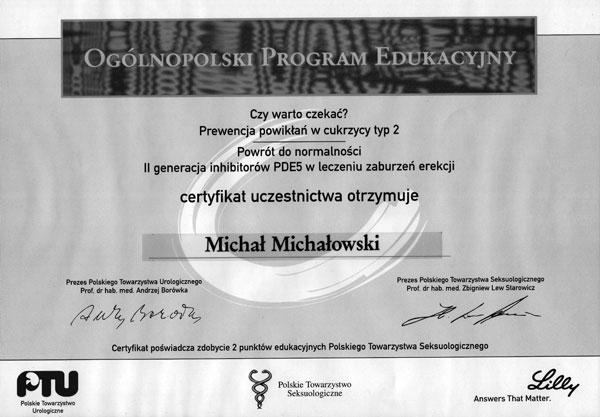 OGÓLNOPOLSKI PROGRAM EDUKACYJNY
Czy warto czekać?
Prewencja powikłań w cukrzycy typ 2
Powrót do normalności
II generacja inhibitorów PDE5 w leczeniu zaburzeń erekcji
certyfikat uczestnictwa otrzymuje
Michał Michałowski
Prezes Polskiego Towarzystwa Urologicznego
Prof. dr hab. med. Andrzej Borówka
Prezes Polskiego Towarzystwa Seksuologicznego
Prof. dr hab. med. Zbigniew Lew Starowicz
Certyfikat poświadcza zdobycie 2 punktów edukacyjnych Polskiego Towarzystwa Seksuologicznego
PTU
Polskie Towarzystwo
Urologiczne
Polskie Towarzystwo
Seksuologiczne
Lilly
Answers That Matter.